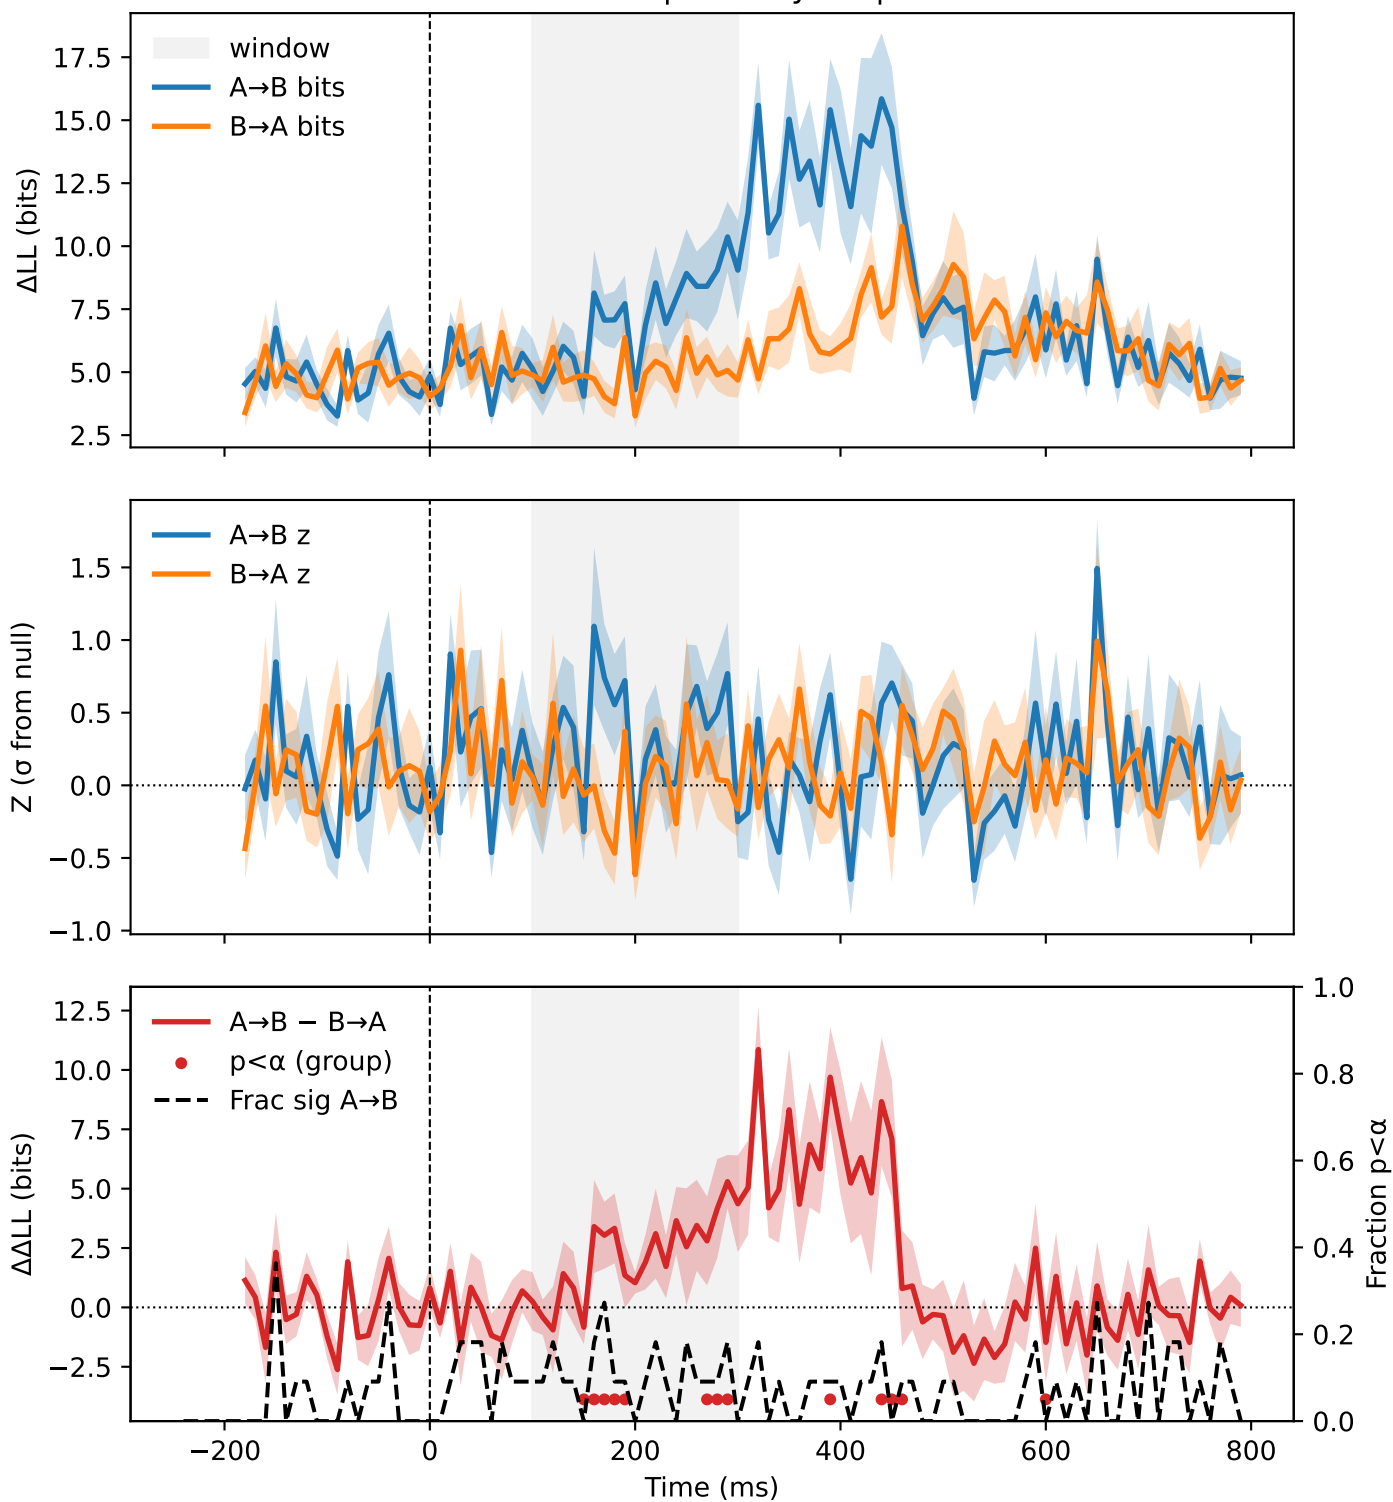 17.5
15.0
12.5
10.0
7.5
5.0
2.5
ΔLL (bits)
window
A→B bits
B→A bits
1.5
1.0
0.5
0.0
−0.5
−1.0
Z (σ from null)
A→B z
B→A z
12.5
10.0
7.5
5.0
2.5
0.0
−2.5
ΔΔLL (bits)
A→B − B→A
p<α (group)
Frac sig A→B
1.0
0.8
0.6
0.4
0.2
0.0
Fraction p<α
−200
0
200
400
600
800
Time (ms)